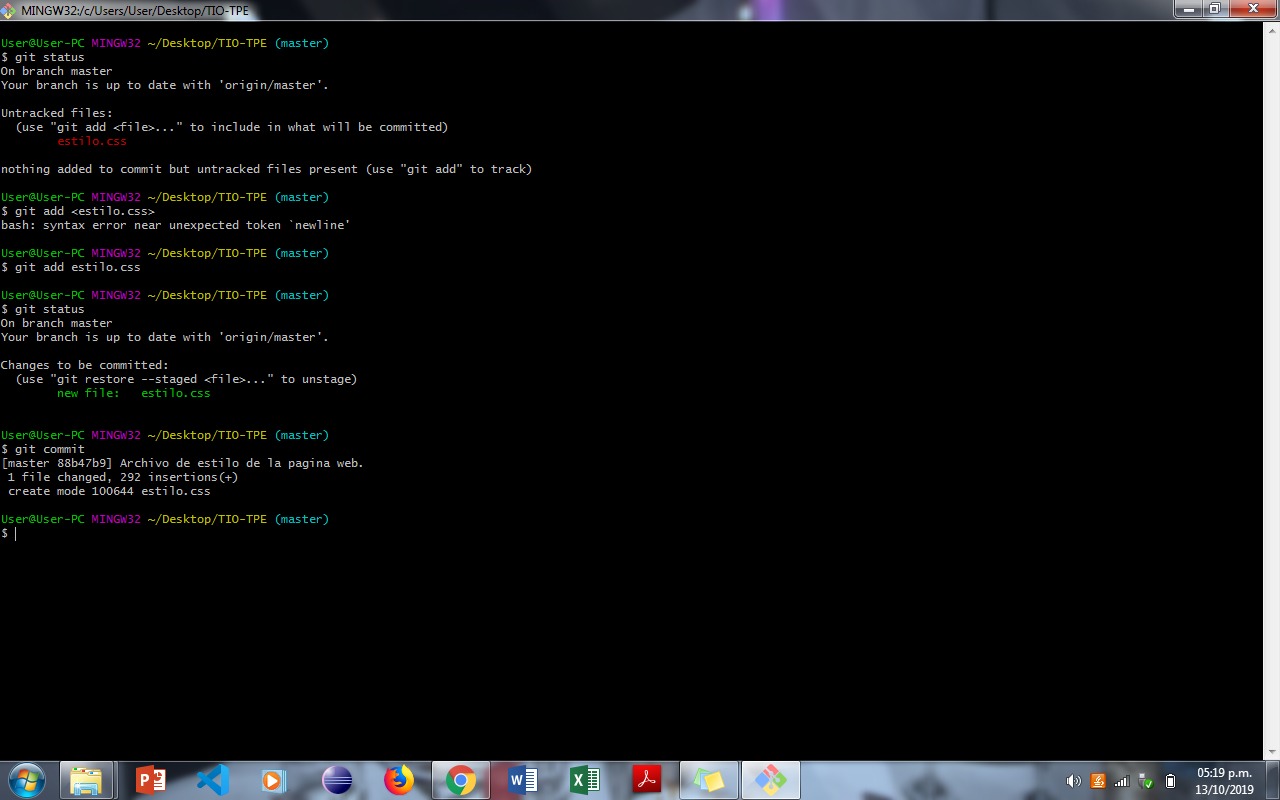 MINGW32:/c/Users/User/Desktop/TIO-TPE
User@User-PC MINGW32 ~/Desktop/TIO-TPE (master)
$ git status
On branch master
Your branch is up to date with 'origin/master'.
Untracked files:
(use "git add <file>..." to include in what will be committed)
estilo.css
nothing added to commit but untracked files present (use "git add" to track)
User@User-PC MINGW32 ~/Desktop/TIO-TPE (master)
$ git add <estilo.css>
bash: syntax error near unexpected token `newline'
User@User-PC MINGW32 ~/Desktop/TIO-TPE (master)
$ git add estilo.css
User@User-PC MINGW32 ~/Desktop/TIO-TPE (master)
$ git status
On branch master
Your branch is up to date with 'origin/master'.
Changes to be committed:
(use "git restore --staged <file>..." to unstage)
new file:   estilo.css
User@User-PC MINGW32 ~/Desktop/TIO-TPE (master)
$ git commit
[master 88b47b9] Archivo de estilo de la pagina web.
1 file changed, 292 insertions(+)
create mode 100644 estilo.css
User@User-PC MINGW32 ~/Desktop/TIO-TPE (master)
$
05:19 p.m.
13/10/2019